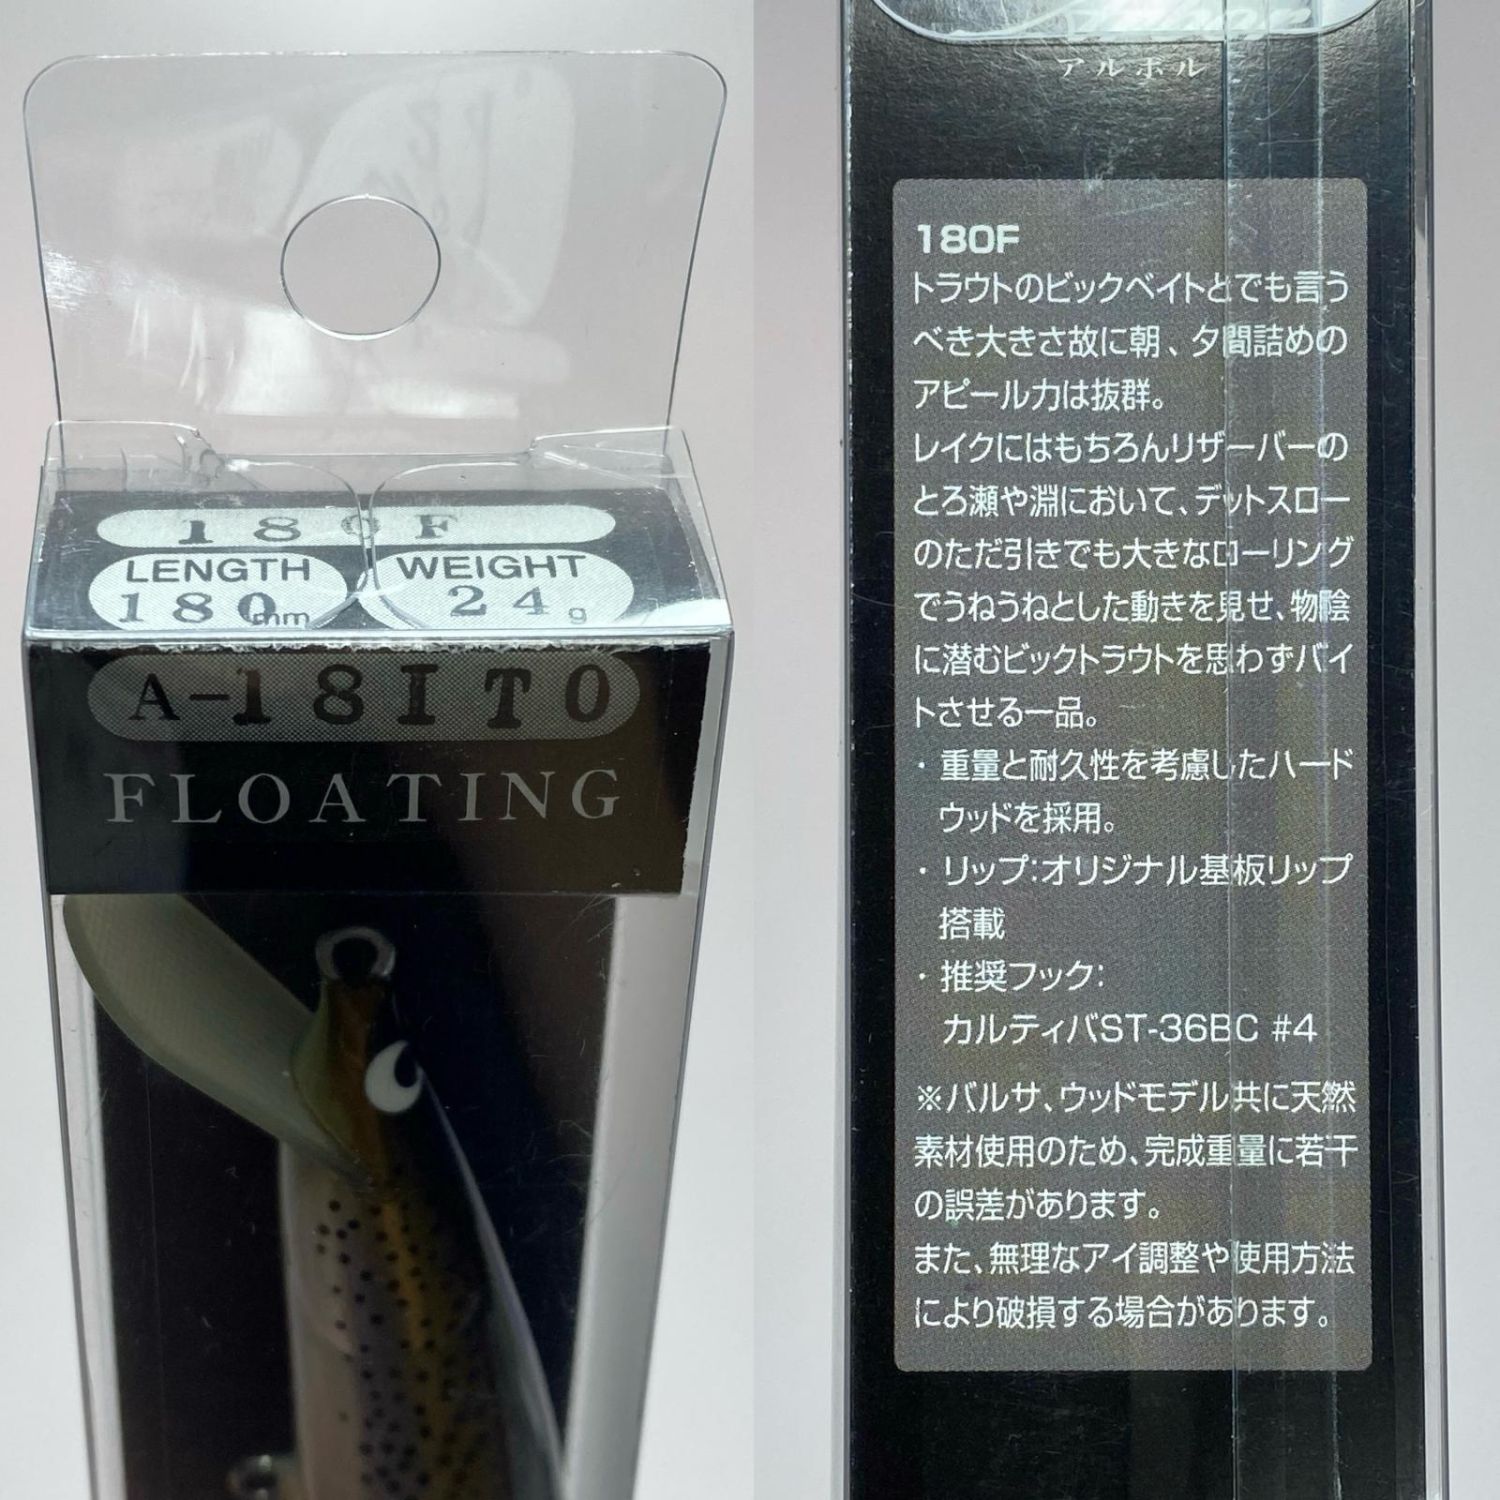 180F
LENGTH
180mm
WEIGHT
24g
A-18ITO
FLOATING
アルボル
180F
トラウトのビックベイトとでも言う
べき大きさ故に朝、夕間詰めの
アピール力は抜群。
レイクにはもちろんリザーバーの
とろ瀬や淵において、デットスロー
のただ引きでも大きなローリング
でうねうねとした動きを見せ、物陰
に潜むビックトラウトを思わずバイ
トさせる一品。
・重量と耐久性を考慮したハード
ウッドを採用。
・リップ:オリジナル基板リップ
搭載
・推奨フック:
カルティバST-36BC #4
※バルサ、ウッドモデル共に天然
素材使用のため、完成重量に若干
の誤差があります。
また、無理なアイ調整や使用方法
により破損する場合があります。